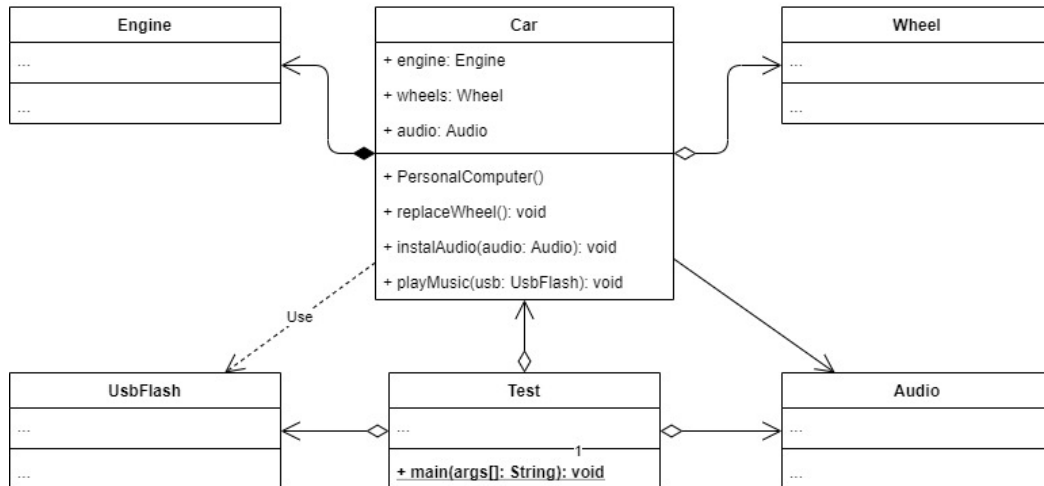 Engine
...
...
Car
+ engine: Engine
+ wheels: Wheel
+ audio: Audio
+ PersonalComputer()
+ replaceWheel(): void
+ instalAudio(audio: Audio): void
+ playMusic(usb: UsbFlash): void
Wheel
...
...
Use
UsbFlash
...
...
Test
...
1
+ main(args[]: String): void
Audio
...
...